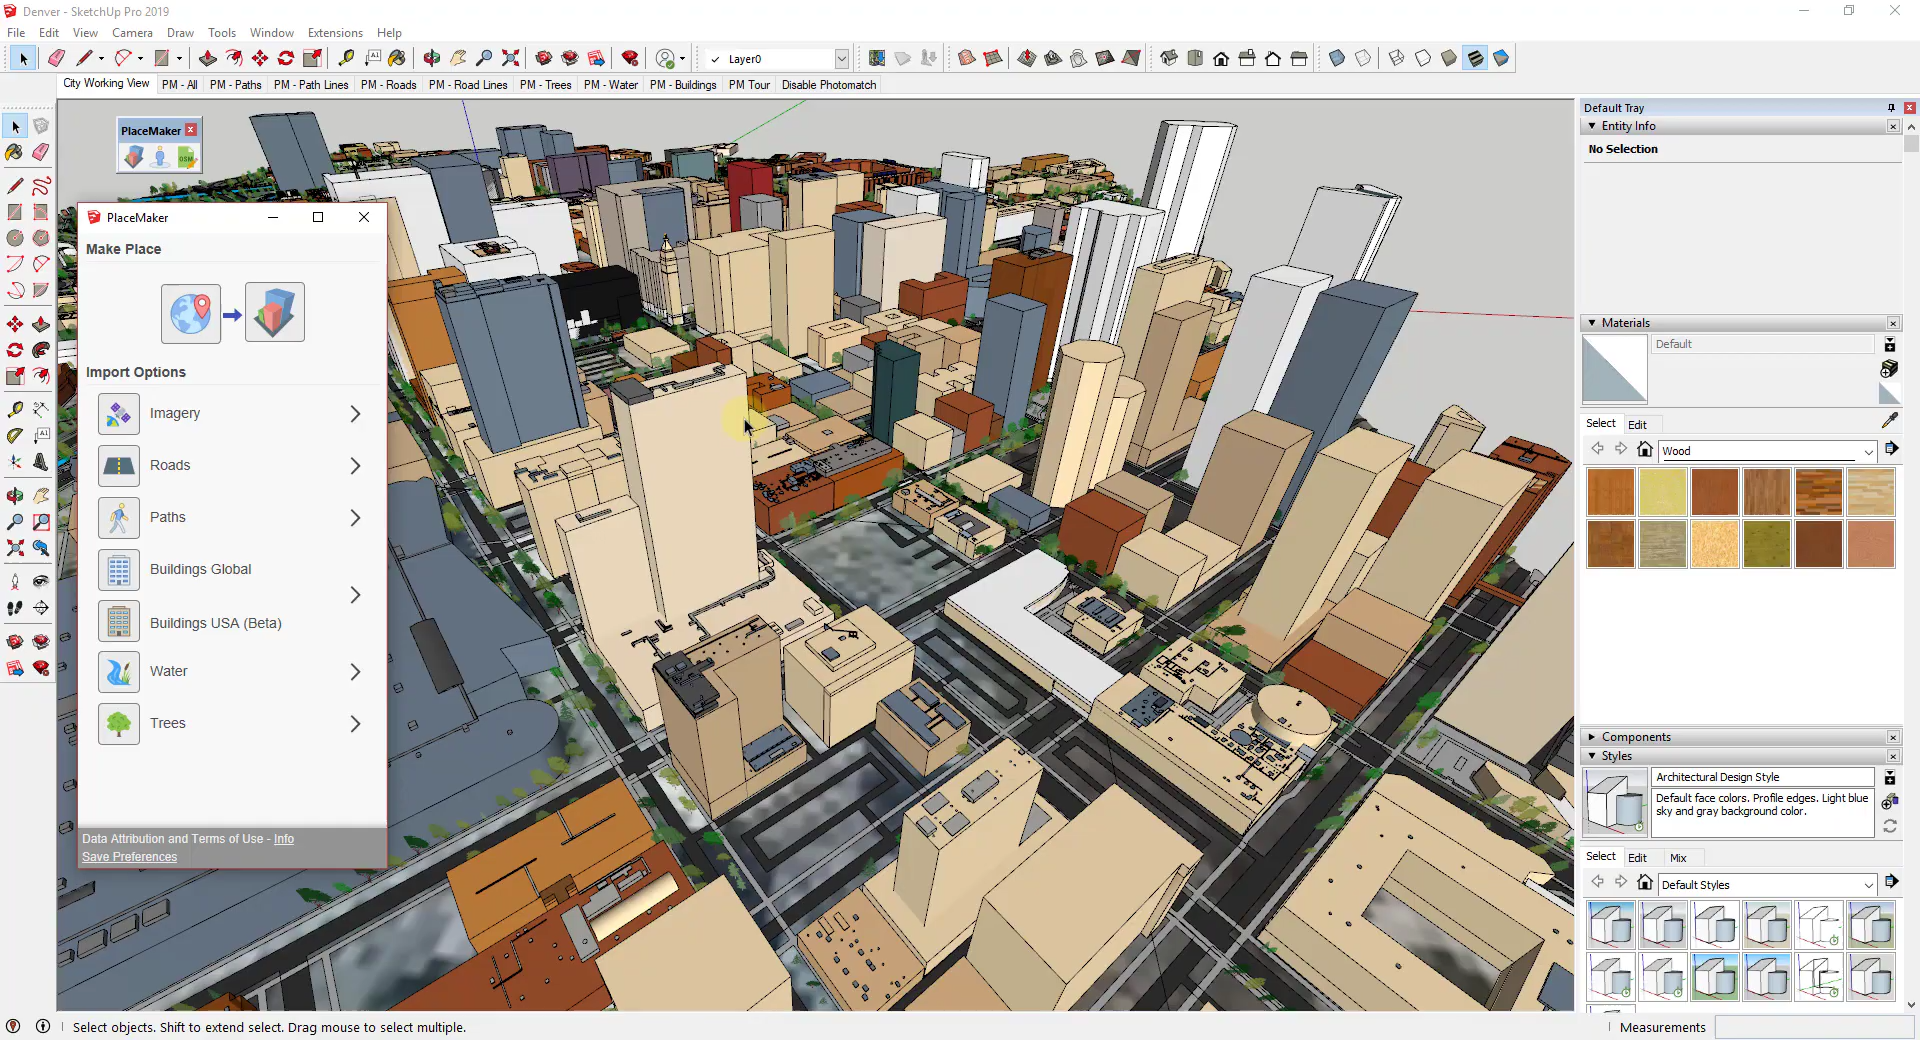 Denver - SketchUp Pro 2019
File Edit View Camera Draw Tools Window Extensions Help
Layer0
City Working View PM - All PM - Paths PM - Path Lines PM - Roads PM - Road Lines PM - Trees PM - Water PM - Buildings PM Tour Disable Photomatch
PlaceMaker
OSM
PlaceMaker
Make Place
Import Options
Imagery
Roads
Paths
Buildings Global
Buildings USA (Beta)
Water
Trees
Data Attribution and Terms of Use - Info
Save Preferences
Default Tray
Entity Info
No Selection
Materials
Default
Select Edit
Wood
Components
Styles
Architectural Design Style
Default face colors. Profile edges. Light blue
sky and gray background color.
Select Edit Mix
Default Styles
Select objects. Shift to extend select. Drag mouse to select multiple.
Measurements